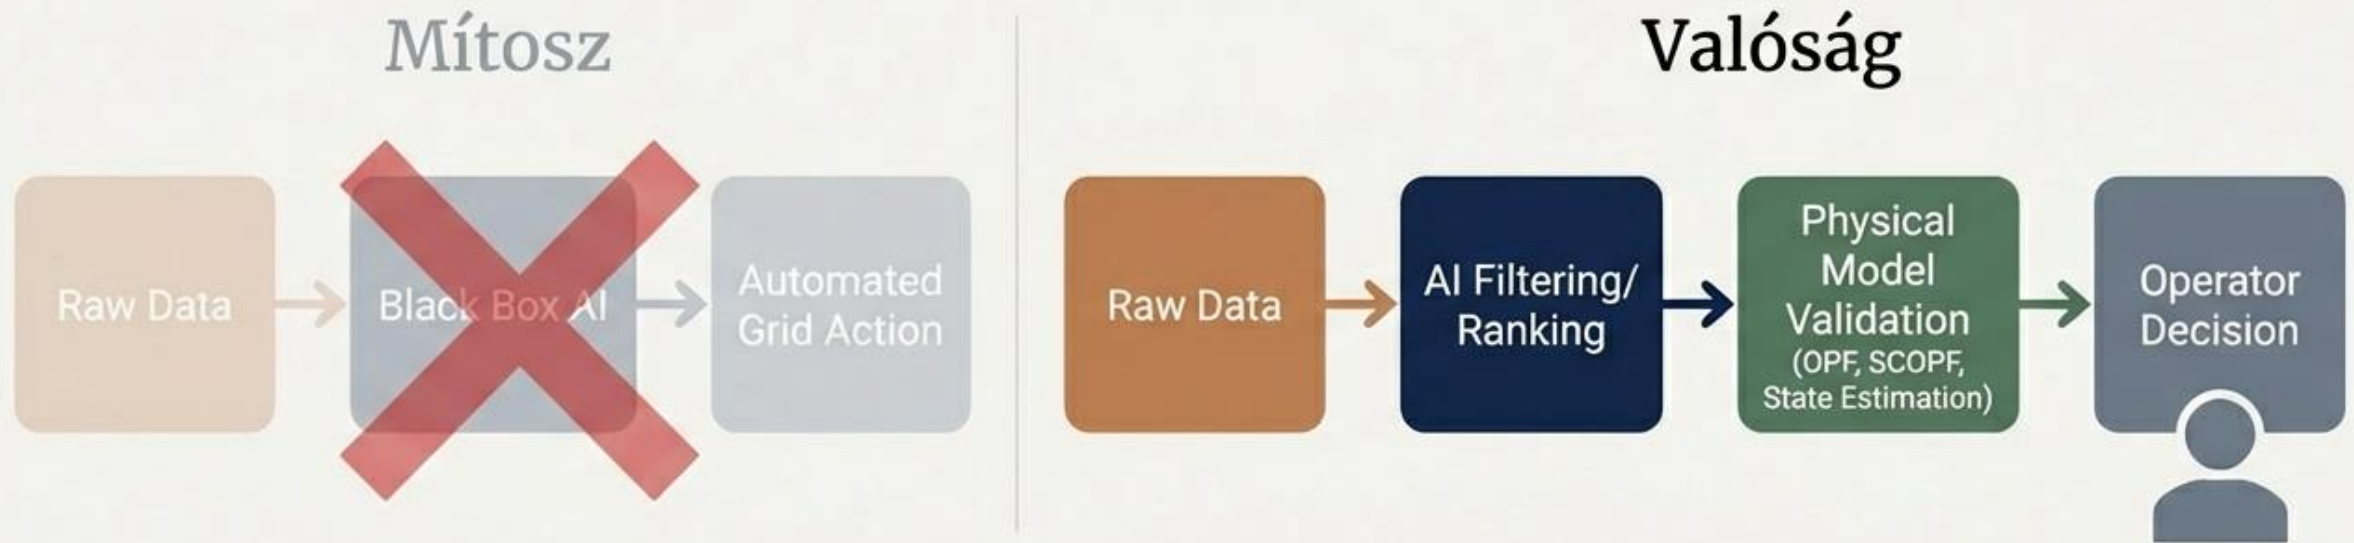 Mítosz
Raw Data
Black Box AI
Automated
Grid Action
Valóság
Raw Data
AI Filtering/
Ranking
Physical
Model
Validation
(OPF, SCOPF,
State Estimation)
Operator
Decision